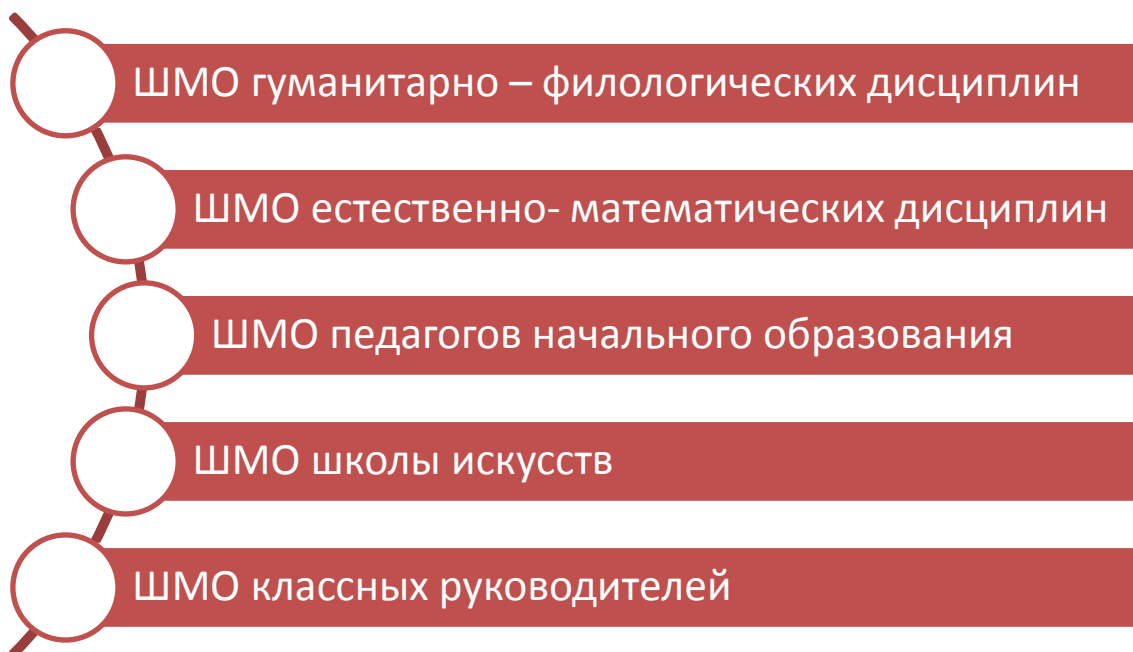 ШМО гуманитарно – филологических дисциплин
ШМО естественно- математических дисциплин
ШМО педагогов начального образования
ШМО школы искусств
ШМО классных руководителей